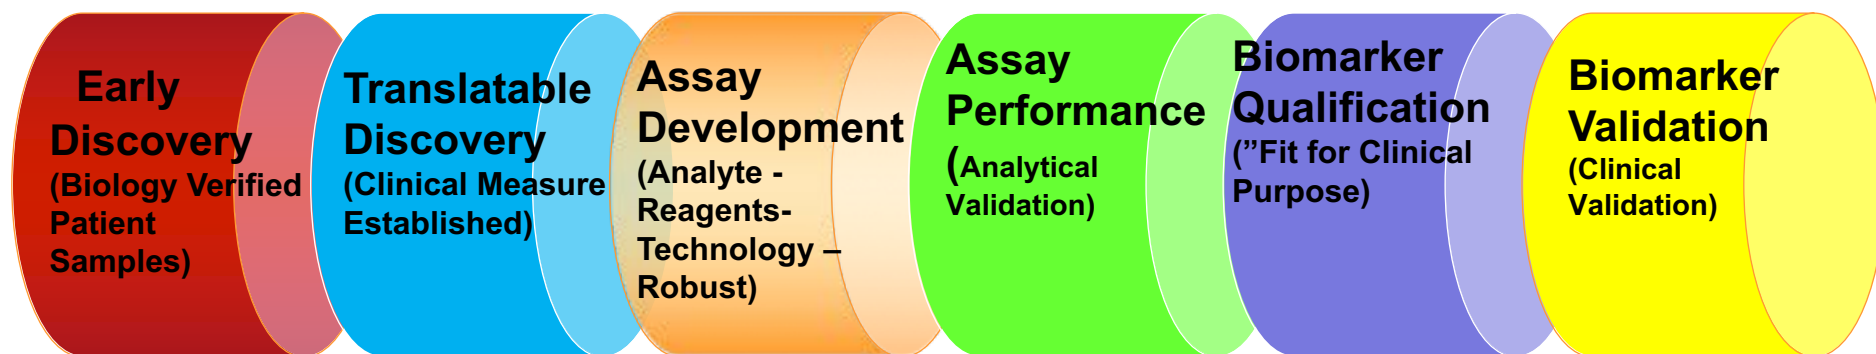 Early
Discovery
(Biology Verified
Patient
Samples)
Translatable
Discovery
(Clinical Measure
Established)
Assay
Development
(Analyte -
Reagents-
Technology –
Robust)
Assay
Performance
(Analytical
Validation)
Biomarker
Qualification
(”Fit for Clinical
Purpose)
Biomarker
Validation
(Clinical
Validation)